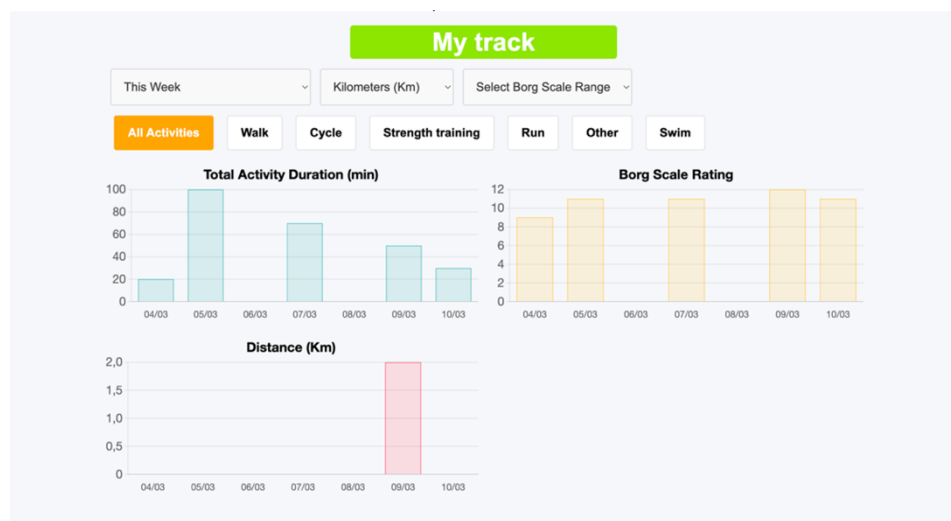 My track
This Week Kilometers (Km) Select Borg Scale Range
All Activities Walk Cycle Strength training Run Other Swim
Total Activity Duration (min)
100
80
60
40
20
0
04/03 05/03 06/03 07/03 08/03 09/03 10/03
Borg Scale Rating
12
10
8
6
4
2
0
04/03 05/03 06/03 07/03 08/03 09/03 10/03
Distance (Km)
2,0
1,5
1,0
0,5
0
04/03 05/03 06/03 07/03 08/03 09/03 10/03